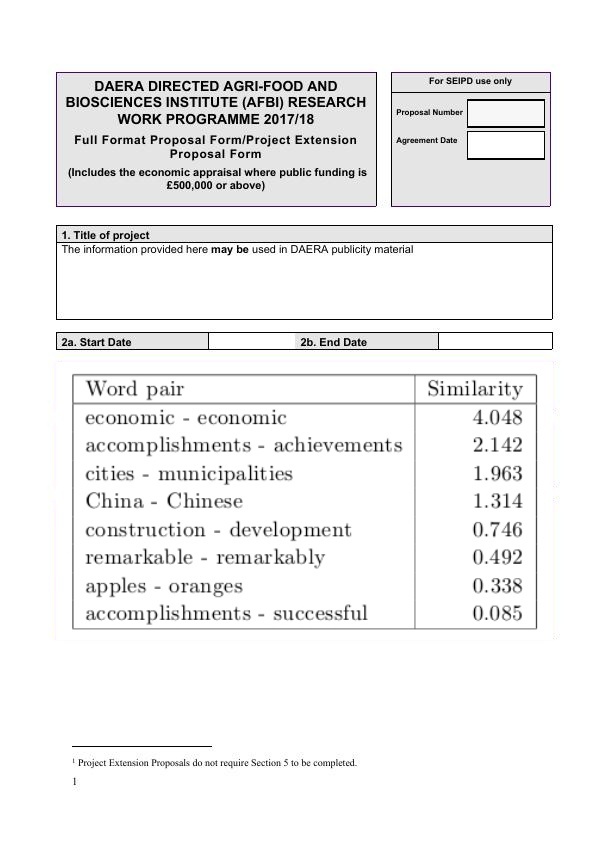 DAERA DIRECTED AGRI-FOOD AND
BIOSCIENCES INSTITUTE (AFBI) RESEARCH
WORK PROGRAMME 2017/18
Full Format Proposal Form/Project Extension
Proposal Form
(Includes the economic appraisal where public funding is
£500,000 or above)
For SEIPD use only
Proposal Number
Agreement Date
1. Title of project
The information provided here may be used in DAERA publicity material
2a. Start Date 2b. End Date
Word pair Similarity
economic - economic 4.048
accomplishments - achievements 2.142
cities - municipalities 1.963
China - Chinese 1.314
construction - development 0.746
remarkable - remarkably 0.492
apples - oranges 0.338
accomplishments - successful 0.085
1 Project Extension Proposals do not require Section 5 to be completed.
1